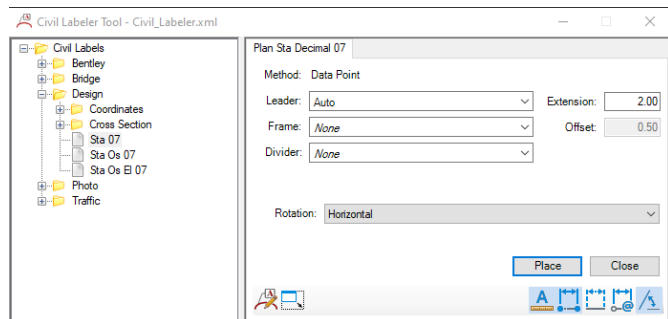 Civil Labeler Tool - Civil_Labeler.xml
Civil Labels
Bentley
Bridge
Design
Coordinates
Cross Section
Sta 07
Sta Os 07
Sta Os El 07
Photo
Traffic
Plan Sta Decimal 07
Method: Data Point
Leader: Auto Extension: 2.00
Frame: None Offset: 0.50
Divider: None
Rotation: Horizontal
Place Close